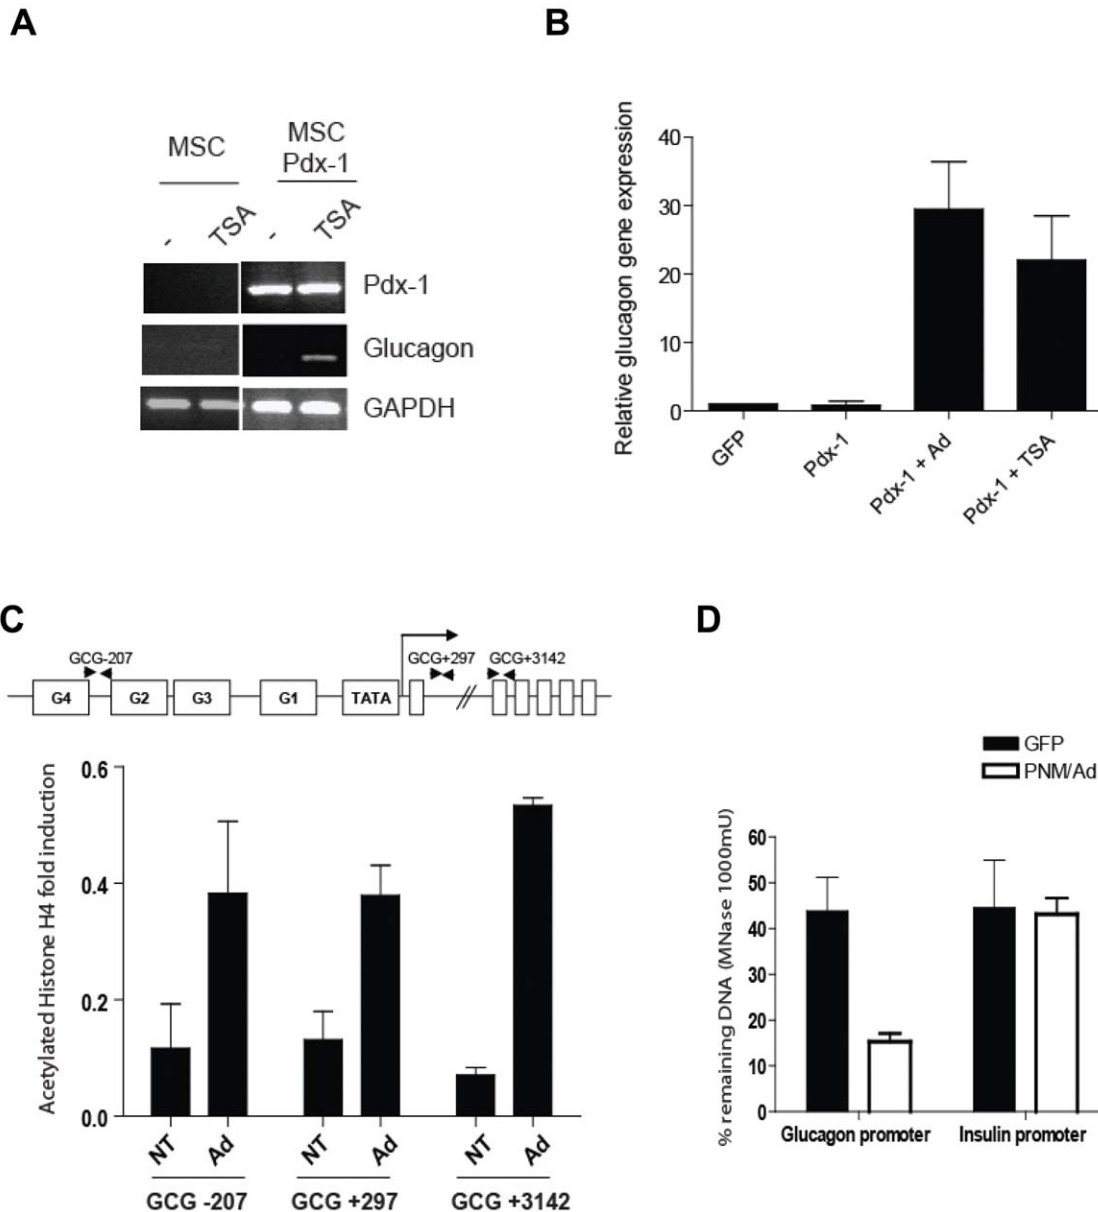 A
MSC
MSC
Pdx-1
-
TSA
-
TSA
Pdx-1
Glucagon
GAPDH
B
Relative glucagon gene expression
40
30
20
10
0
GFP
Pdx-1
Pdx-1 + Ad
Pdx-1 + TSA
C
GCG-207
GCG+297
GCG+3142
G4
G2
G3
G1
TATA
Acetylated Histone H4 fold induction
0.6
0.4
0.2
0.0
NT
Ad
NT
Ad
NT
Ad
GCG -207
GCG +297
GCG +3142
D
GFP
PNM/Ad
% remaining DNA (MNase 1000mU)
60
50
40
30
20
10
0
Glucagon promoter
Insulin promoter